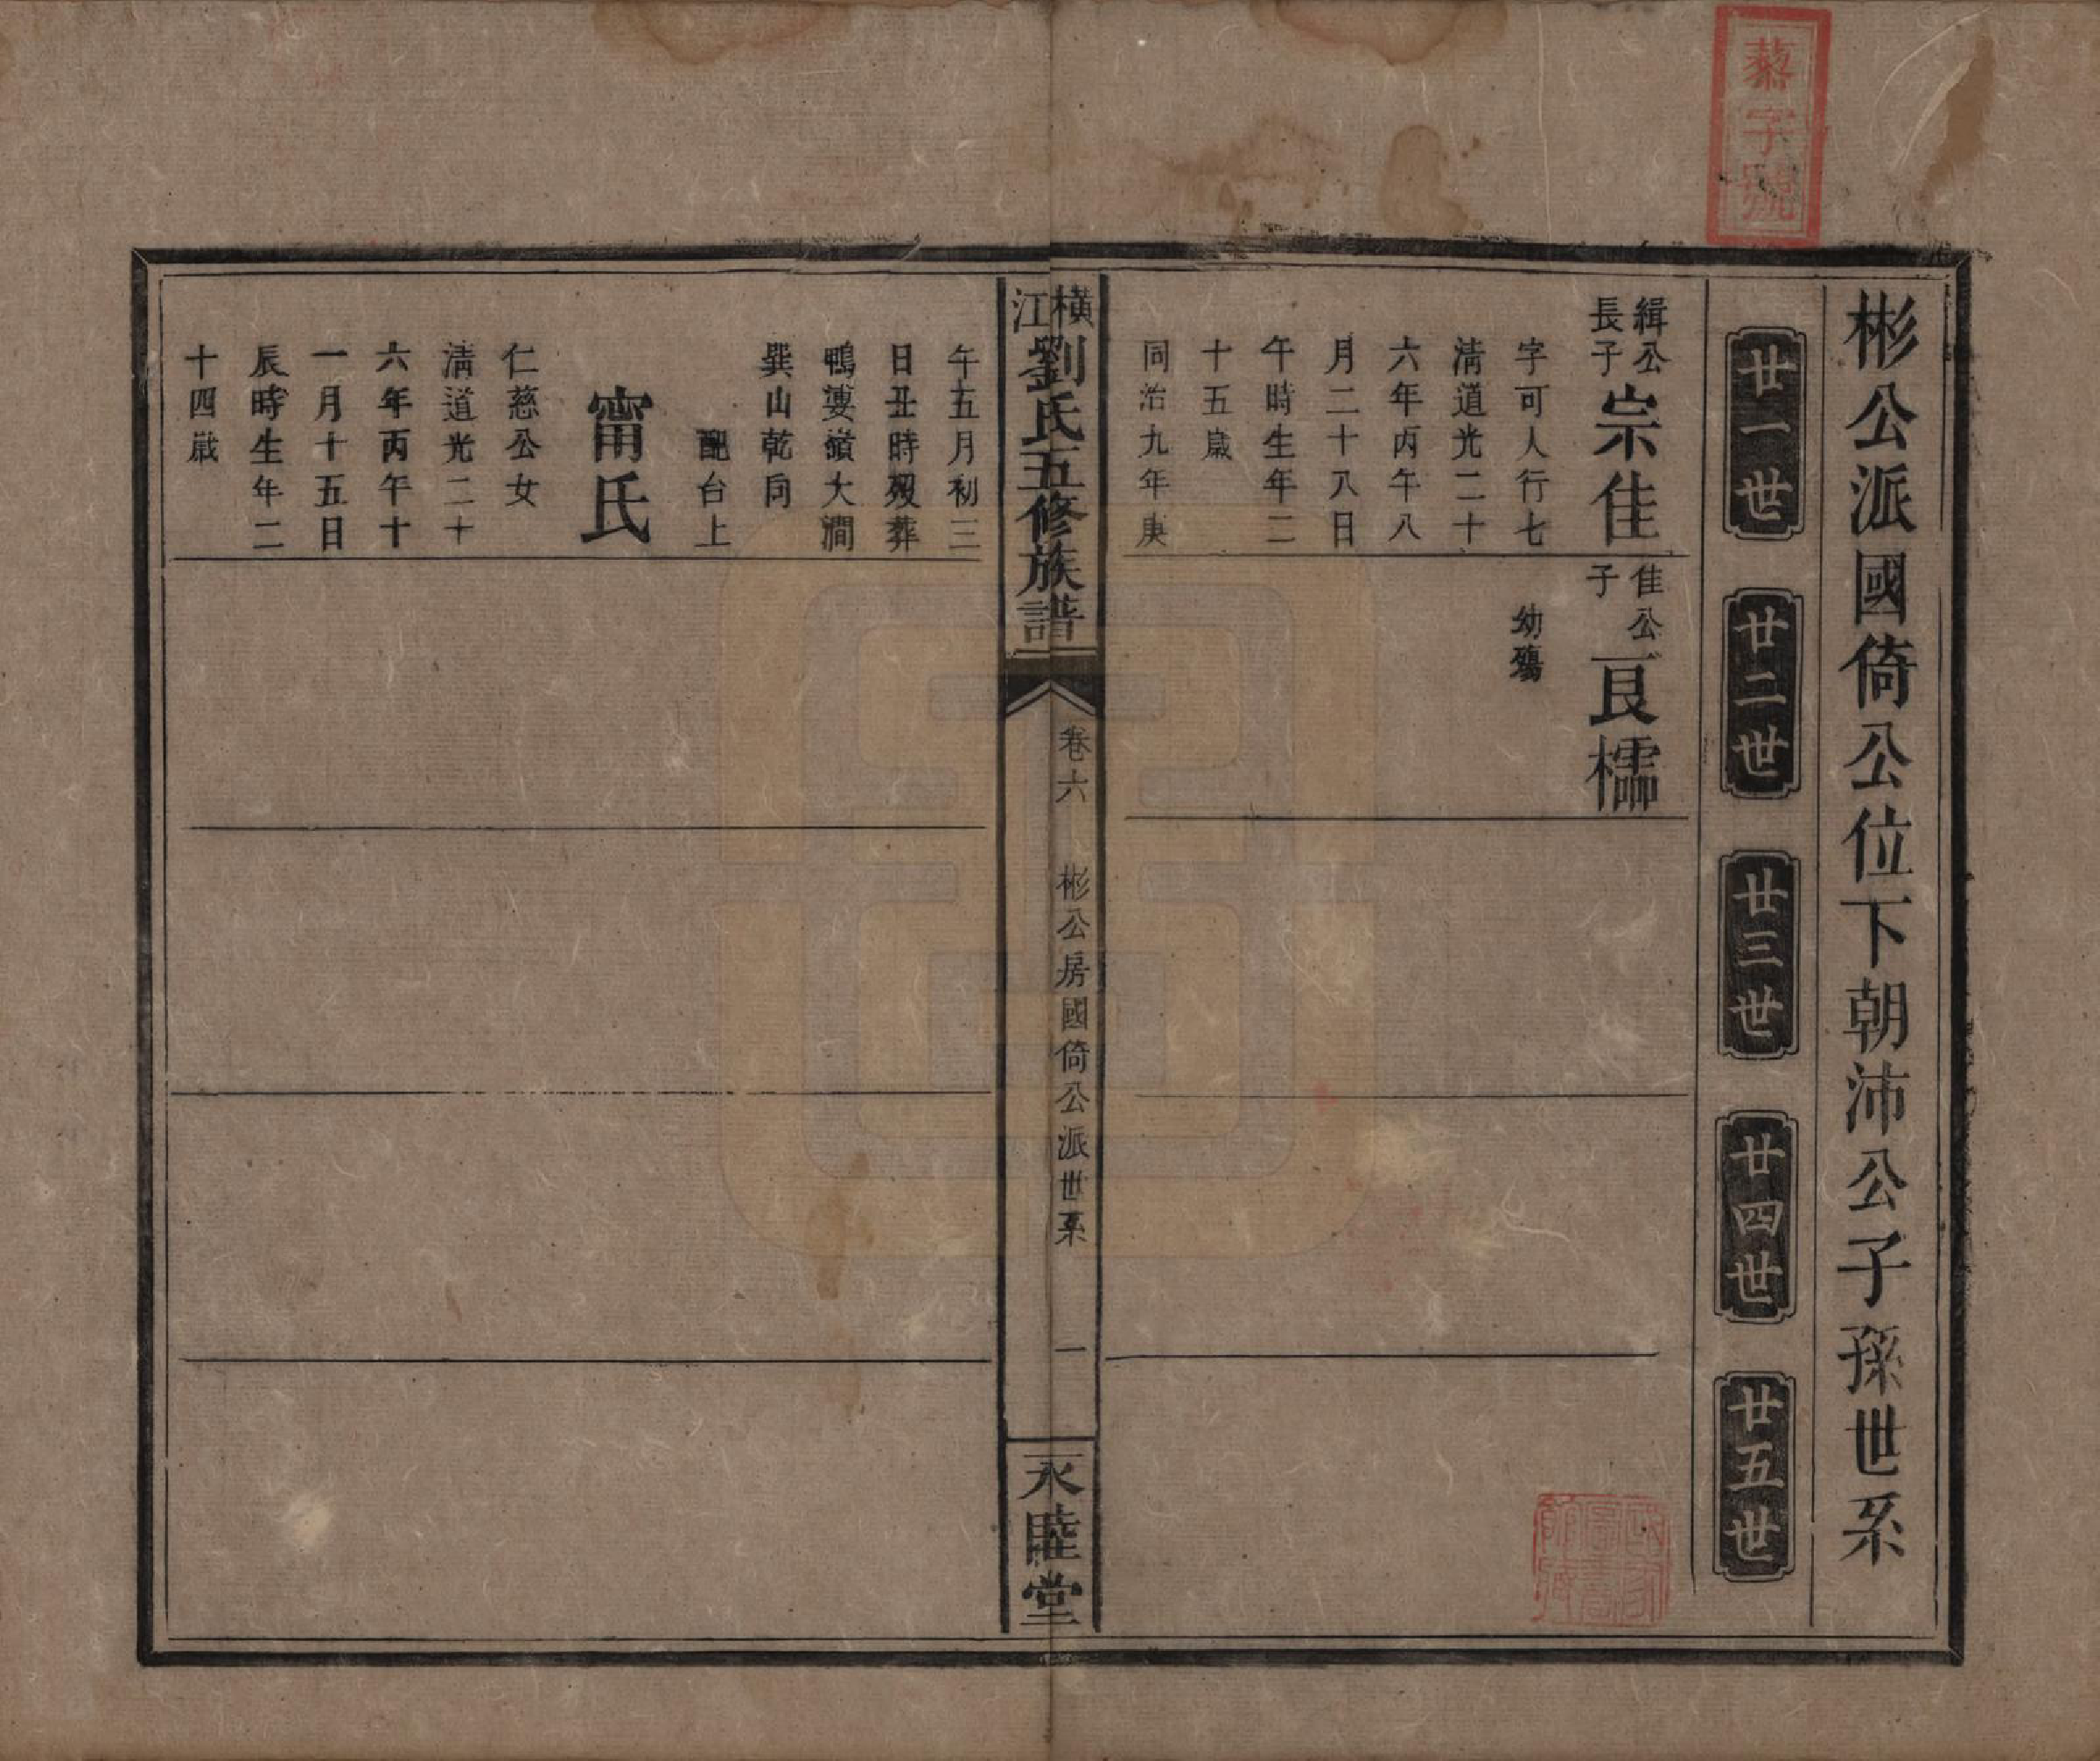 藜字號
彬公派國倚公位下朝沛公子孫世系
廿一世
廿二世
廿三世
廿四世
廿五世
緝公
長子
宗佳
字可人行七
清道光二十
六年丙午八
月二十八日
午時生年二
十五歲
同治九年庚
佳公
子
艮檽
幼殤
橫江劉氏五修族譜
卷六
彬公房國倚公派世系
一
永睦堂
午五月初三
日丑時歿葬
鴨婆嶺大澗
巽山乾向
配台上
甯氏
仁慈公女
清道光二十
六年丙午十
一月十五日
辰時生年二
十四歲